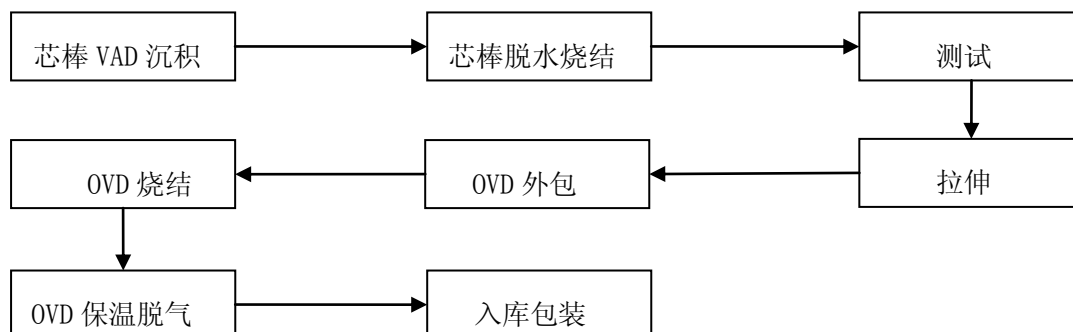 芯棒 VAD 沉积
芯棒脱水烧结
测试
拉伸
OVD 外包
OVD 烧结
OVD 保温脱气
入库包装